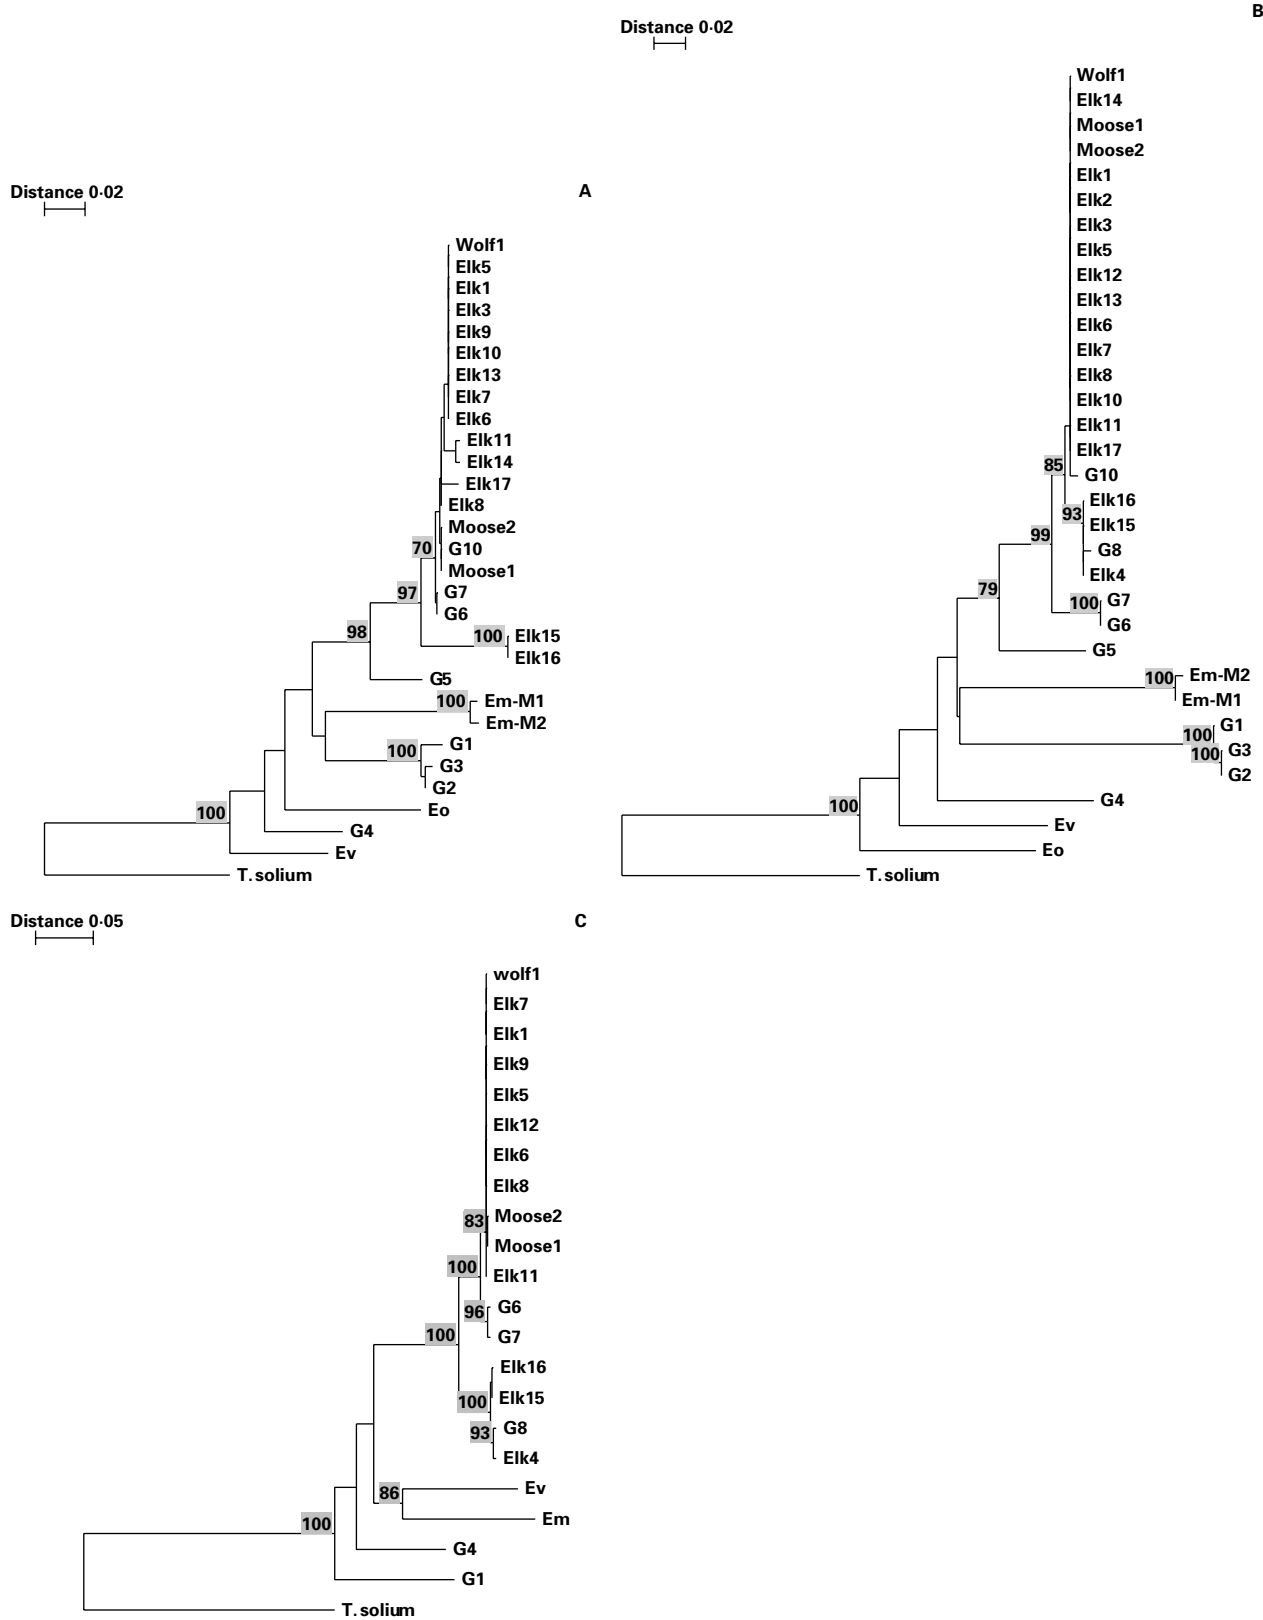 Distance 0·02
A
Wolf1
Elk5
Elk1
Elk3
Elk9
Elk10
Elk13
Elk7
Elk6
Elk11
Elk14
Elk17
Elk8
Moose2
70 G10
Moose1
97 G7
G6
98 100 Elk15
Elk16
G5
100 Em-M1
Em-M2
100 G1
G3
G2
100 Eo
G4
Ev
T. solium
Distance 0·02
B
Wolf1
Elk14
Moose1
Moose2
Elk1
Elk2
Elk3
Elk5
Elk12
Elk13
Elk6
Elk7
Elk8
Elk10
Elk11
Elk17
85
G10
Elk16
93
Elk15
99
G8
Elk4
79 100 G7
G6
G5
100 Em-M2
Em-M1
G1
100
100 G3
G2
G4
100
Ev
Eo
T. solium
Distance 0·05
C
wolf1
Elk7
Elk1
Elk9
Elk5
Elk12
Elk6
Elk8
83 Moose2
Moose1
100
Elk11
96 G6
100 G7
Elk16
100 Elk15
93 G8
Elk4
86 Ev
Em
100
G4
G1
T. solium